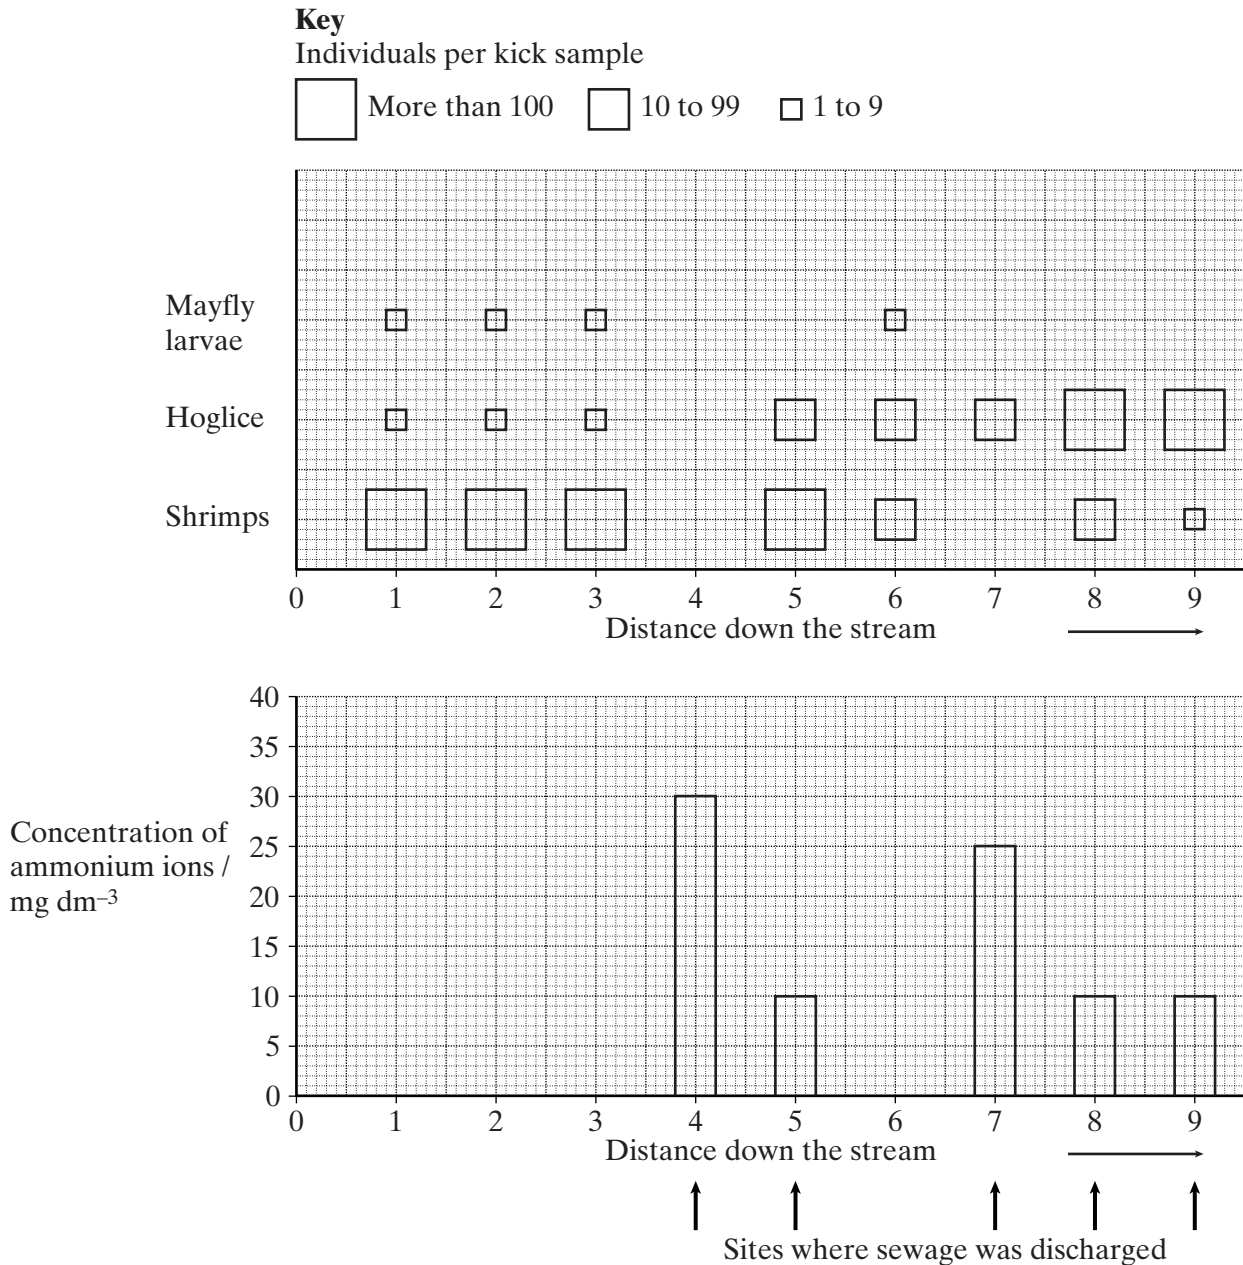 Key
Individuals per kick sample
More than 100 10 to 99 1 to 9
Mayfly
larvae
Hoglice
Shrimps
0 1 2 3 4 5 6 7 8 9
Distance down the stream
40
35
30
25
20
15
10
5
0
Concentration of
ammonium ions /
mg dm⁻³
0 1 2 3 4 5 6 7 8 9
Distance down the stream
Sites where sewage was discharged